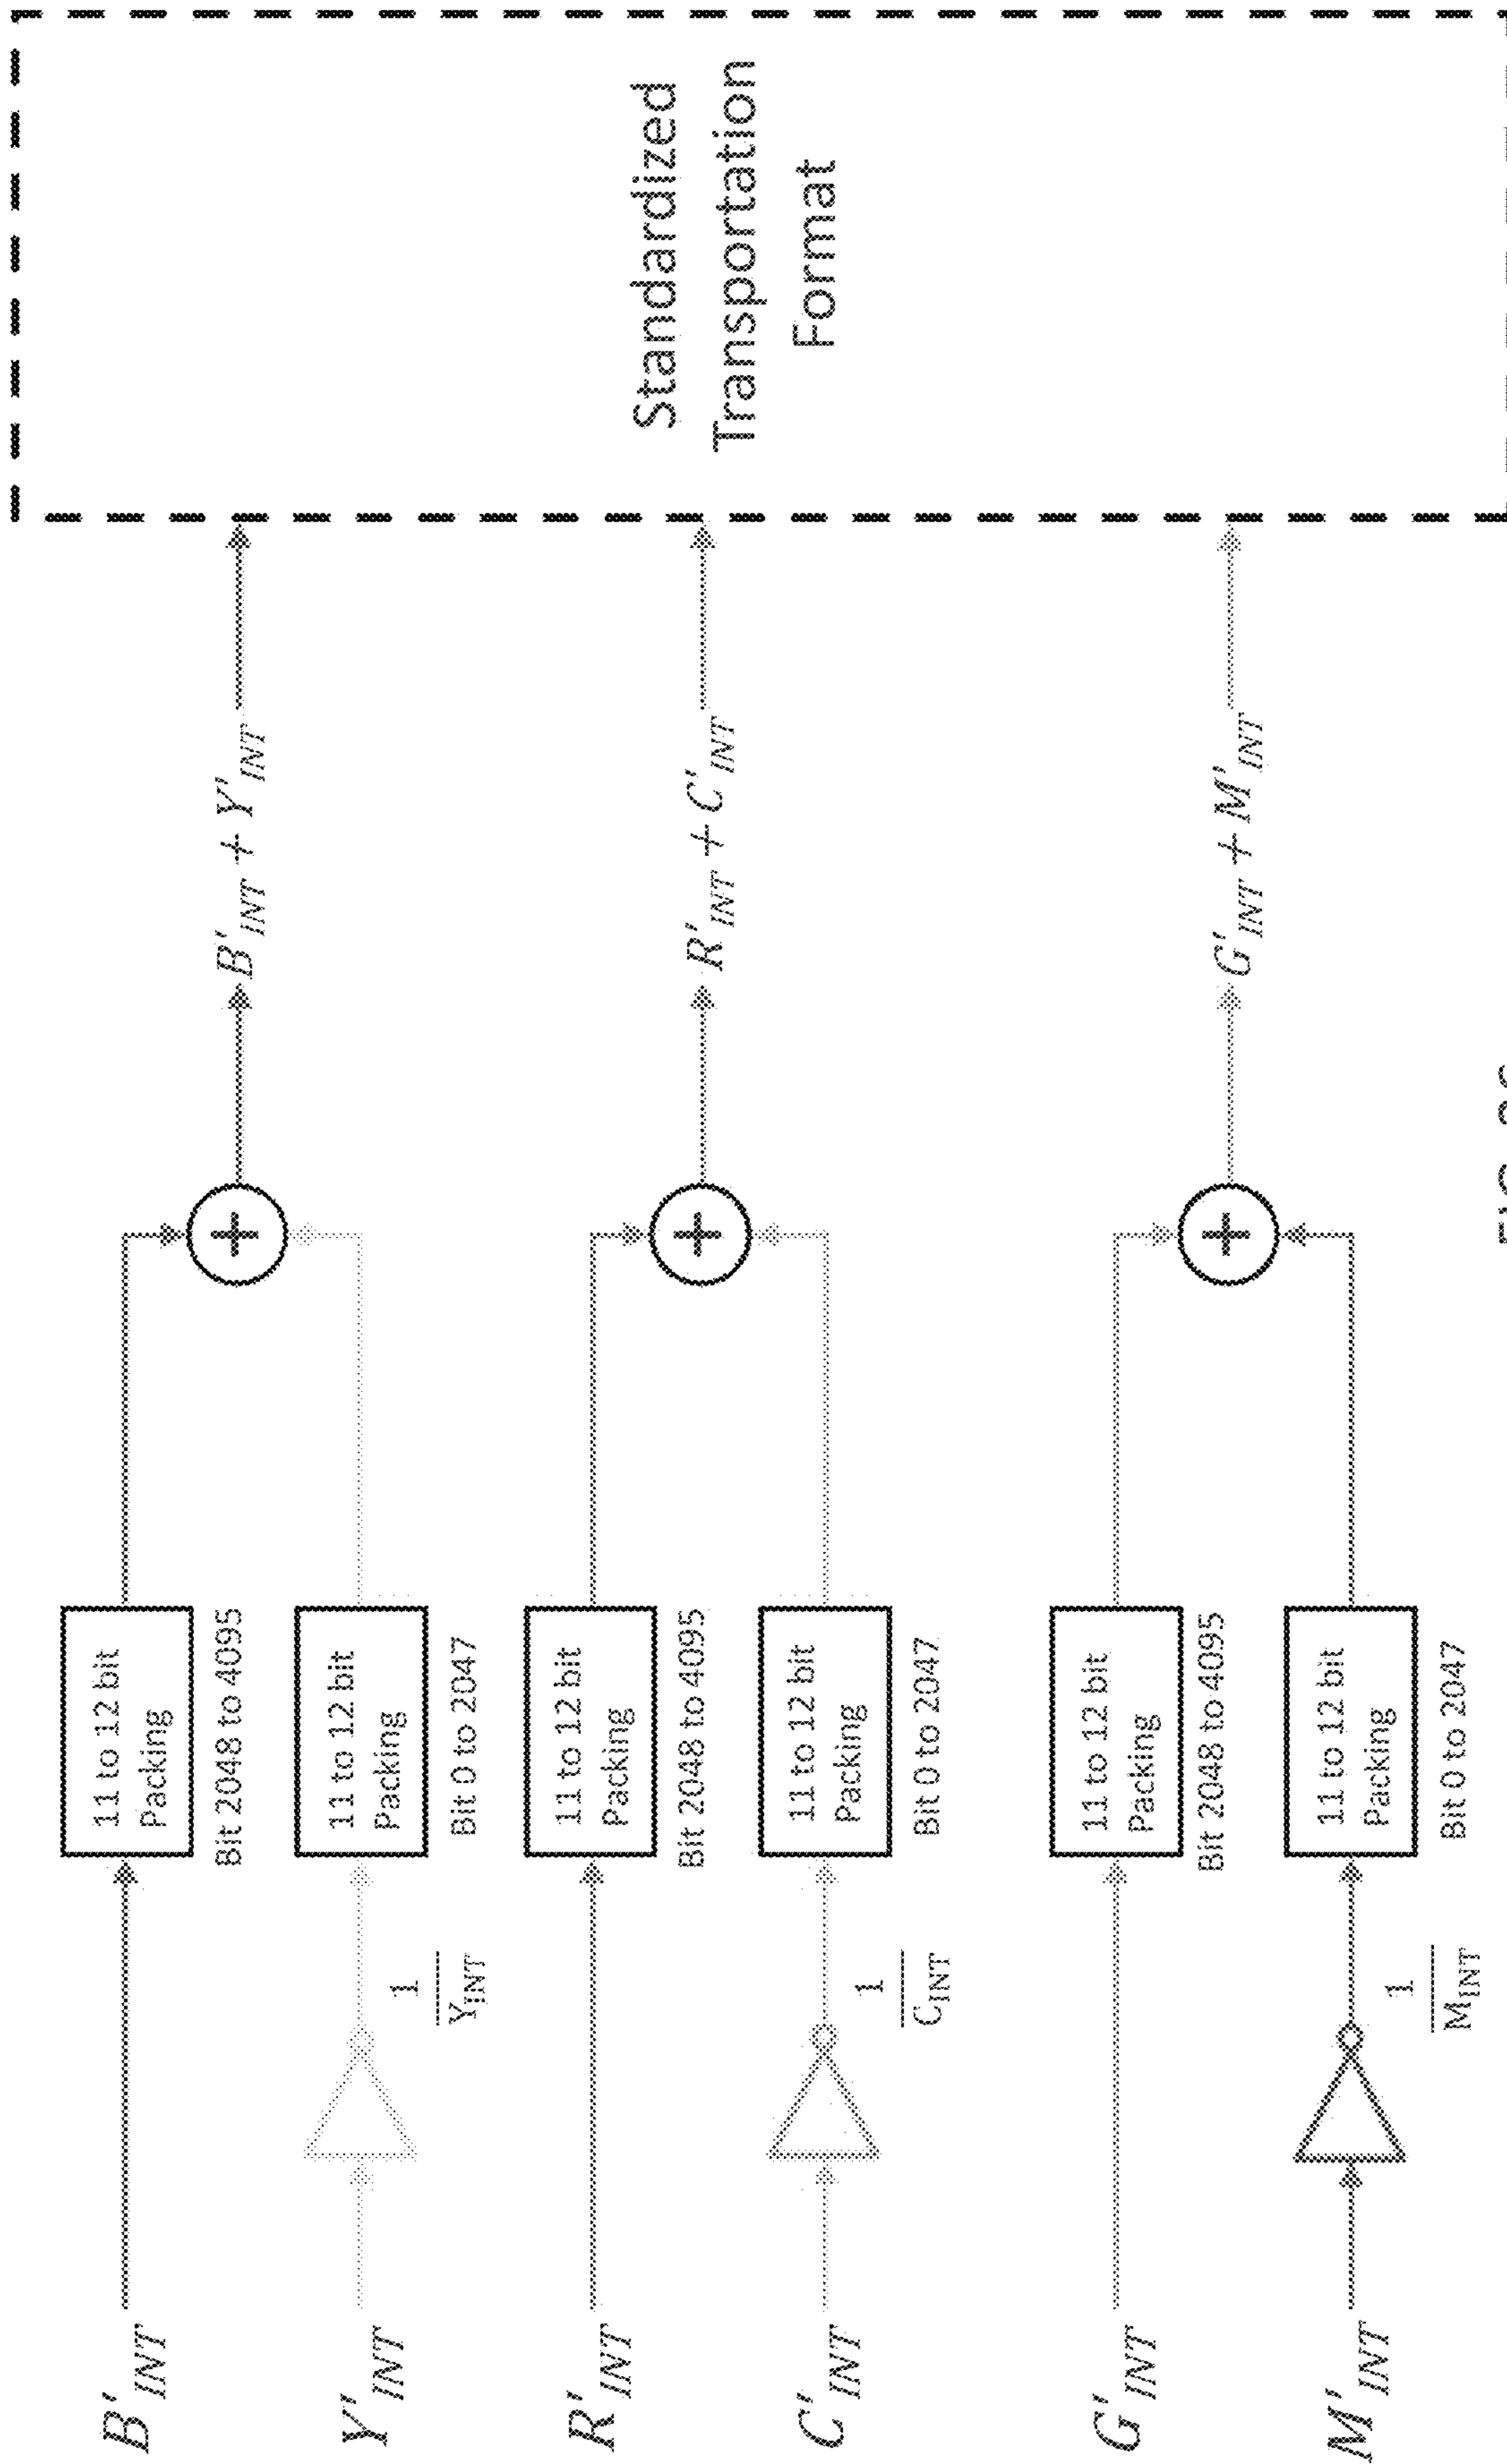 B'INT
11 to 12 bit
Packing
Bit 2048 to 4095
B'INT + Y'INT
Y'INT
1
YINT
11 to 12 bit
Packing
Bit 0 to 2047
R'INT
11 to 12 bit
Packing
Bit 2048 to 4095
R'INT + C'INT
C'INT
1
CINT
11 to 12 bit
Packing
Bit 0 to 2047
G'INT
11 to 12 bit
Packing
Bit 2048 to 4095
G'INT + M'INT
M'INT
1
MINT
11 to 12 bit
Packing
Bit 0 to 2047
Standardized
Transportation
Format